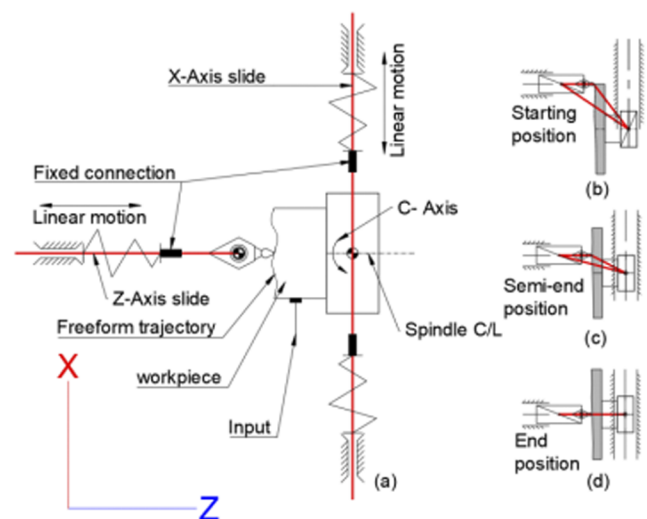 X-Axis slide
Linear motion
Fixed connection
Linear motion
C- Axis
Z-Axis slide
Freeform trajectory
Spindle C/L
workpiece
Input
(a)
X
Z
Starting
position
(b)
Semi-end
position
(c)
End
position
(d)